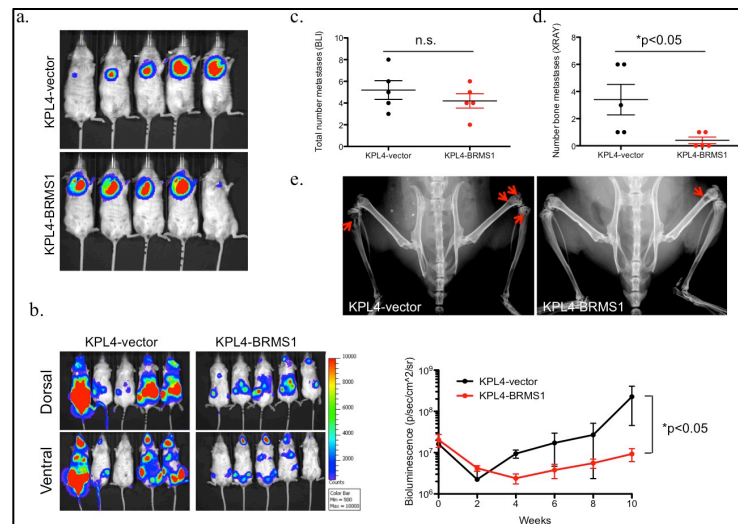 a.
KPL4-vector
KPL4-BRMS1
b.
KPL4-vector
KPL4-BRMS1
Dorsal
Ventral
10000
8000
6000
4000
2000
Counts
Color Bar
Min = 900
Max = 10000
c.
n.s.
Total number metastases (BLI)
10
8
6
4
2
0
KPL4-vector
KPL4-BRMS1
d.
*p<0.05
Number bone metastases (XRAY)
8
6
4
2
0
KPL4-vector
KPL4-BRMS1
e.
KPL4-vector
KPL4-BRMS1
KPL4-vector
KPL4-BRMS1
Bioluminescence (p/sec/cm^2/sr)
10⁹
10⁸
10⁷
10⁶
*p<0.05
0 2 4 6 8 10
Weeks